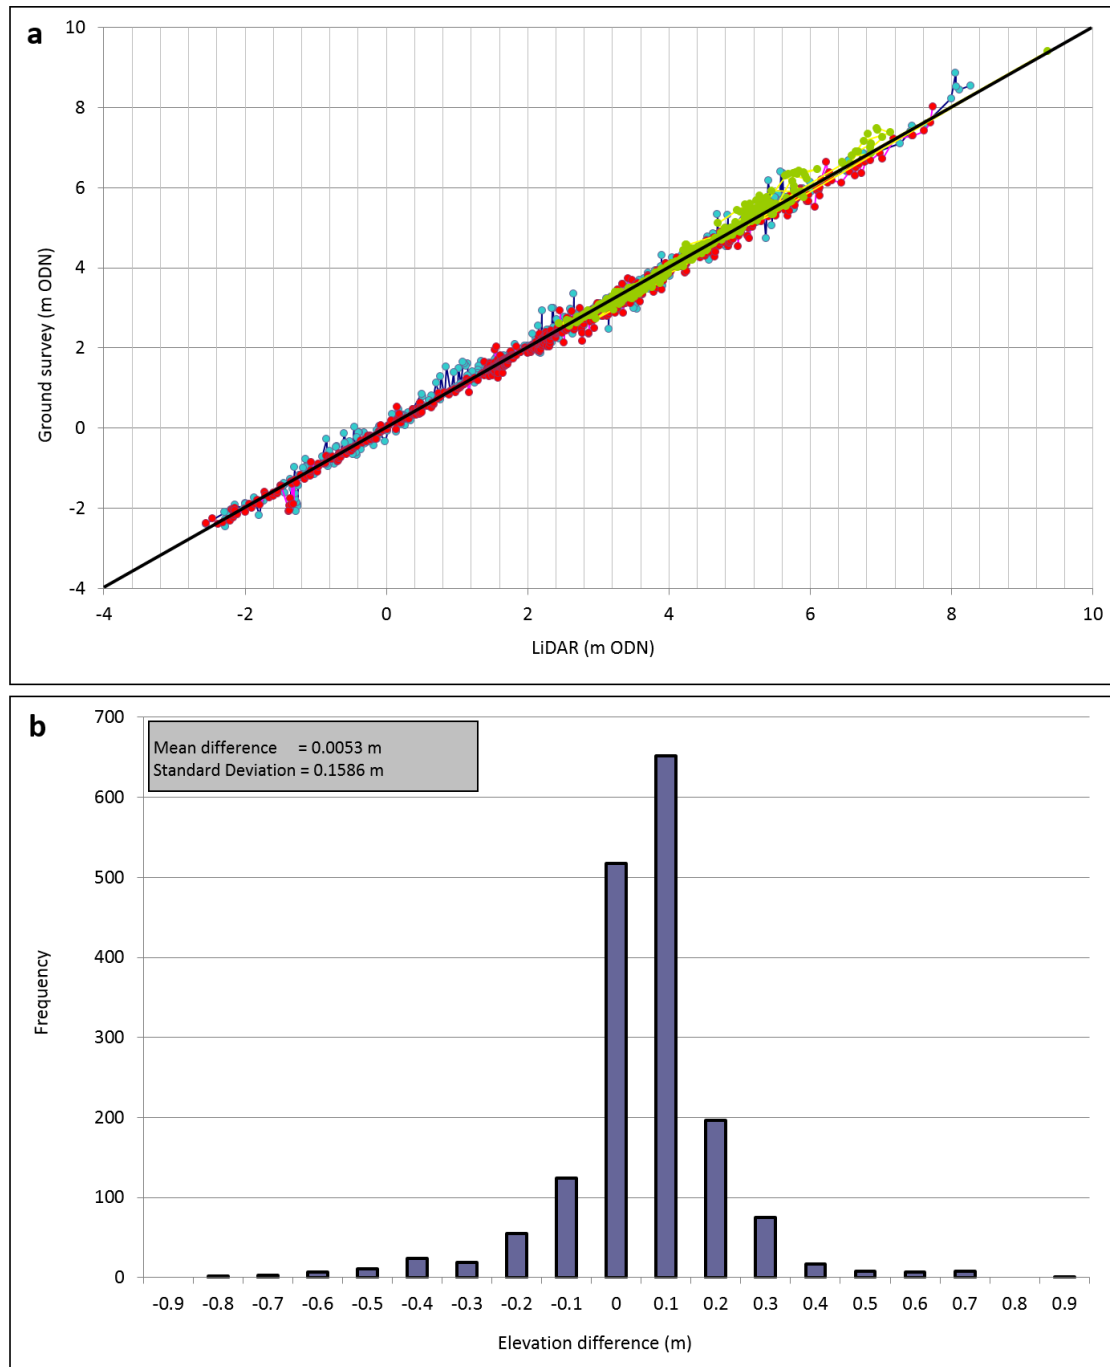 a
10
8
6
4
2
0
-2
-4
Ground survey (m ODN)
-4 -2 0 2 4 6 8 10
LiDAR (m ODN)
b
Mean difference = 0.0053 m
Standard Deviation = 0.1586 m
700
600
500
400
300
200
100
0
Frequency
-0.9 -0.8 -0.7 -0.6 -0.5 -0.4 -0.3 -0.2 -0.1 0 0.1 0.2 0.3 0.4 0.5 0.6 0.7 0.8 0.9
Elevation difference (m)